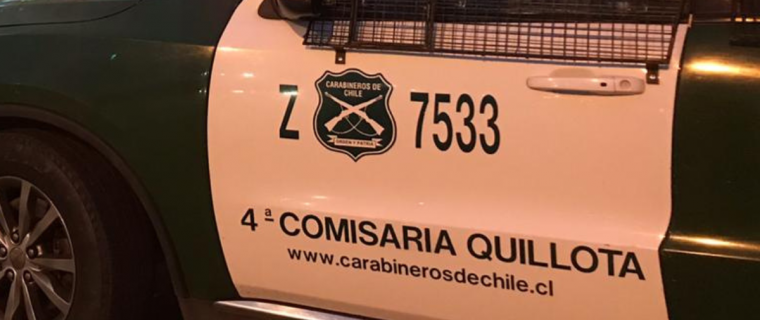 CARABINEROS DE
CHILE
Z 7533
ORDEN Y PATRIA
4ª COMISARIA QUILLOTA
www.carabinerosdechile.cl